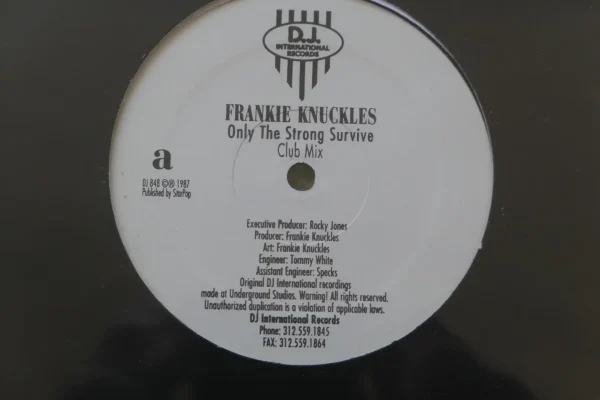 D.J.
INTERNATIONAL
RECORDS
FRANKIE KNUCKLES
Only The Strong Survive
Club Mix
a
DJ 848 ©℗ 1987
Published by StarPop
Executive Producer: Rocky Jones
Producer: Frankie Knuckles
Art: Frankie Knuckles
Engineer: Tommy White
Assistant Engineer: Specks
Original DJ International recordings
made at Underground Studios. Warning! All rights reserved.
Unauthorized duplication is a violation of applicable laws.
DJ International Records
Phone: 312.559.1845
FAX: 312.559.1864